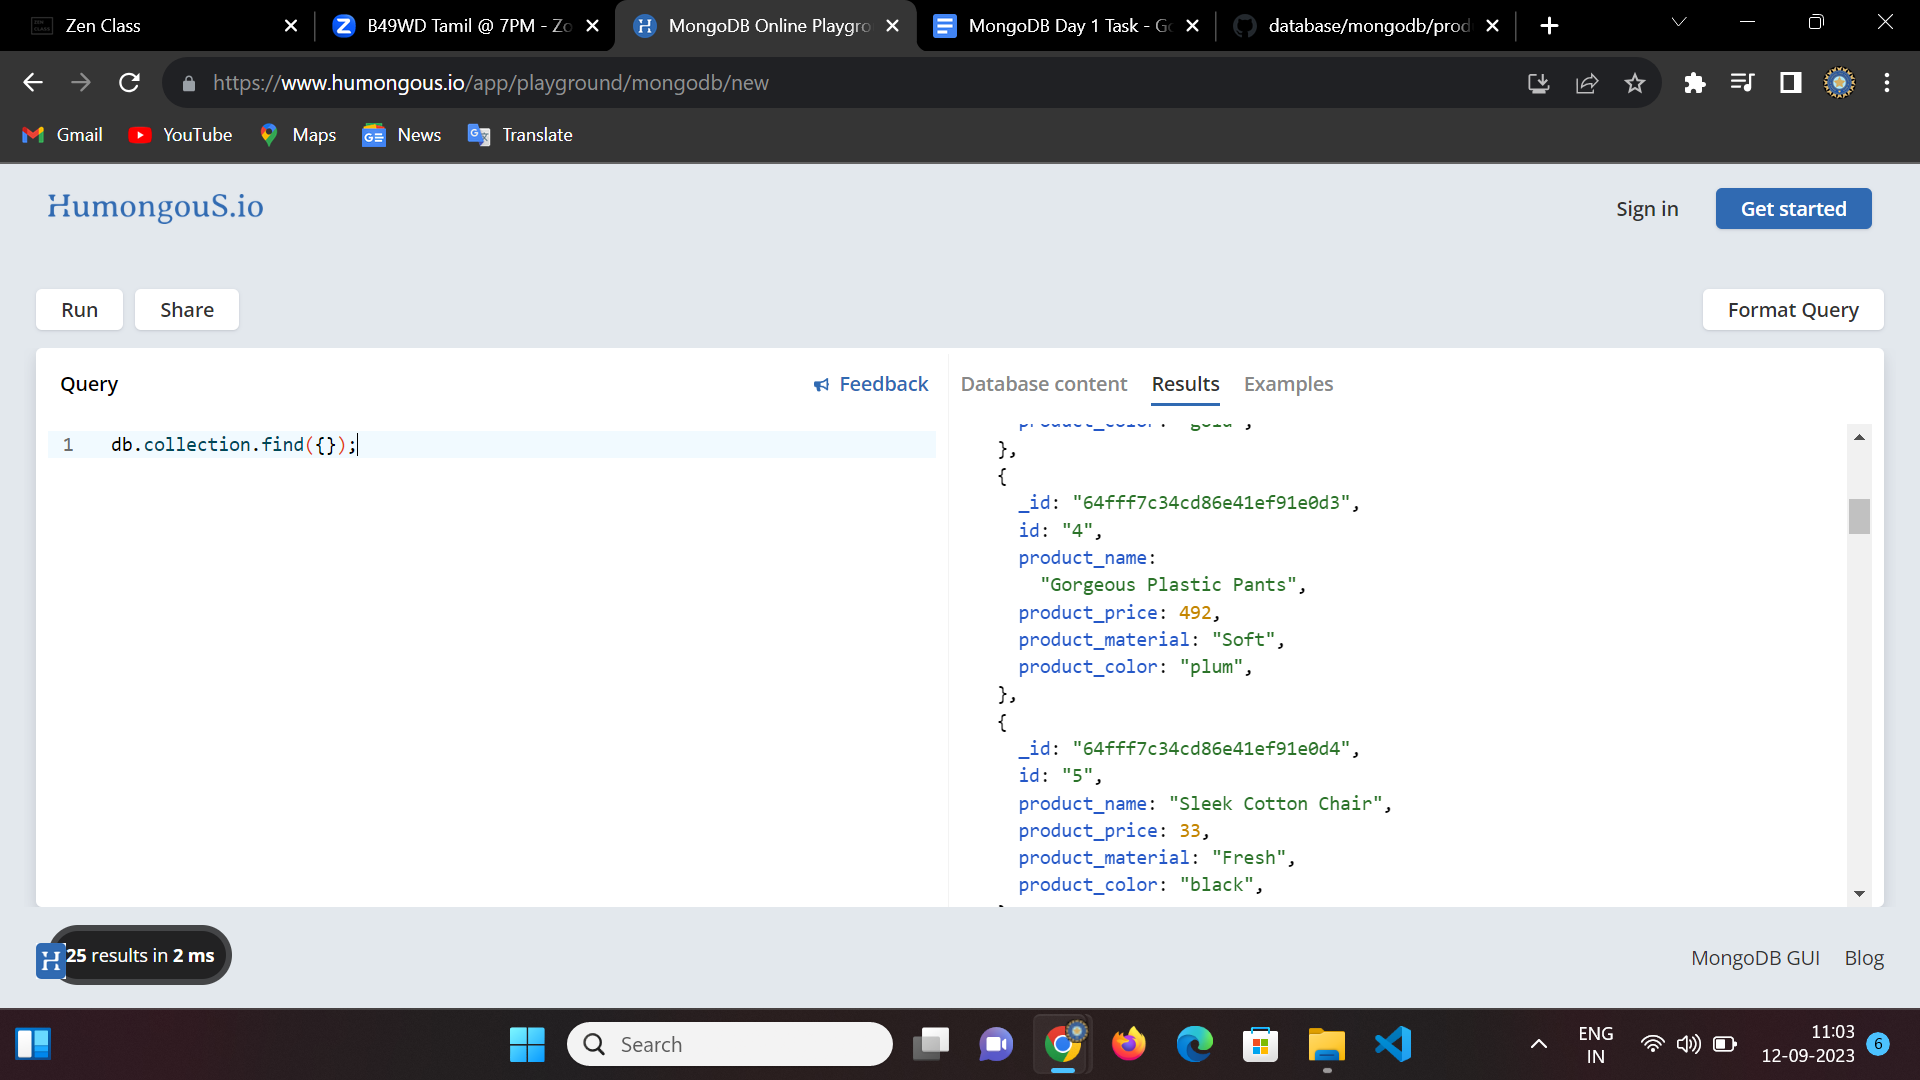 Zen Class
B49WD Tamil @ 7PM - Zo
MongoDB Online Playgro
MongoDB Day 1 Task - Go
database/mongodb/prod
https://www.humongous.io/app/playground/mongodb/new
Gmail
YouTube
Maps
News
Translate
HumongouS.io
Sign in
Get started
Run
Share
Format Query
Query
Feedback
Database content
Results
Examples
1 db.collection.find({});
product_color: "gold",
},
{
_id: "64fff7c34cd86e41ef91e0d3",
id: "4",
product_name:
"Gorgeous Plastic Pants",
product_price: 492,
product_material: "Soft",
product_color: "plum",
},
{
_id: "64fff7c34cd86e41ef91e0d4",
id: "5",
product_name: "Sleek Cotton Chair",
product_price: 33,
product_material: "Fresh",
product_color: "black",
25 results in 2 ms
MongoDB GUI
Blog
Search
ENG
IN
11:03
12-09-2023
6